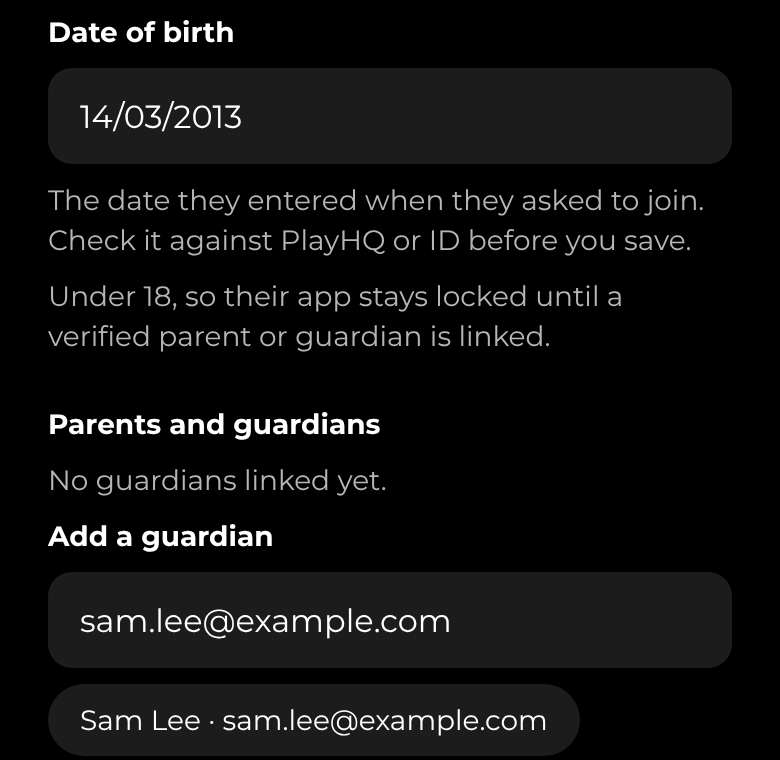 Date of birth
14/03/2013
The date they entered when they asked to join.
Check it against PlayHQ or ID before you save.
Under 18, so their app stays locked until a
verified parent or guardian is linked.
Parents and guardians
No guardians linked yet.
Add a guardian
sam.lee@example.com
Sam Lee · sam.lee@example.com